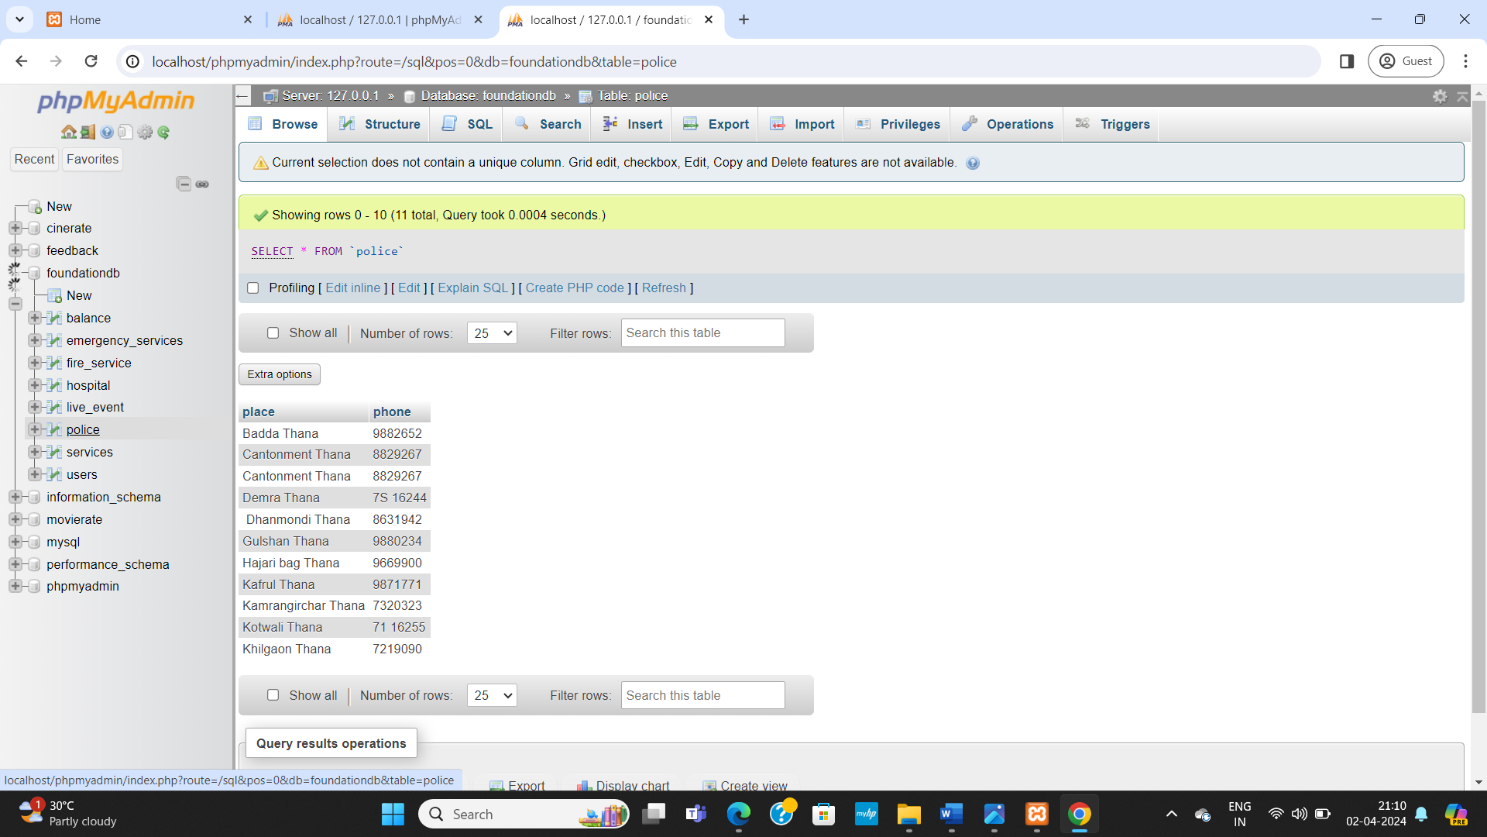 Home
localhost / 127.0.0.1 | phpMyAd
localhost / 127.0.0.1 / foundatio
localhost/phpmyadmin/index.php?route=/sql&pos=0&db=foundationdb&table=police
Guest
phpMyAdmin
Recent
Favorites
New
cinerate
feedback
foundationdb
New
balance
emergency_services
fire_service
hospital
live_event
police
services
users
information_schema
movierate
mysql
performance_schema
phpmyadmin
Server: 127.0.0.1 » Database: foundationdb » Table: police
Browse Structure SQL Search Insert Export Import Privileges Operations Triggers
Current selection does not contain a unique column. Grid edit, checkbox, Edit, Copy and Delete features are not available.
Showing rows 0 - 10 (11 total, Query took 0.0004 seconds.)
SELECT * FROM `police`
Profiling [ Edit inline ] [ Edit ] [ Explain SQL ] [ Create PHP code ] [ Refresh ]
Show all | Number of rows: 25 Filter rows: Search this table
Extra options
place phone
Badda Thana 9882652
Cantonment Thana 8829267
Cantonment Thana 8829267
Demra Thana 7S 16244
Dhanmondi Thana 8631942
Gulshan Thana 9880234
Hajari bag Thana 9669900
Kafrul Thana 9871771
Kamrangirchar Thana 7320323
Kotwali Thana 71 16255
Khilgaon Thana 7219090
Show all | Number of rows: 25 Filter rows: Search this table
Query results operations
Export Display chart Create view
localhost/phpmyadmin/index.php?route=/sql&pos=0&db=foundationdb&table=police
1
30°C
Partly cloudy
Search
myhp
ENG
IN
21:10
02-04-2024
PRE